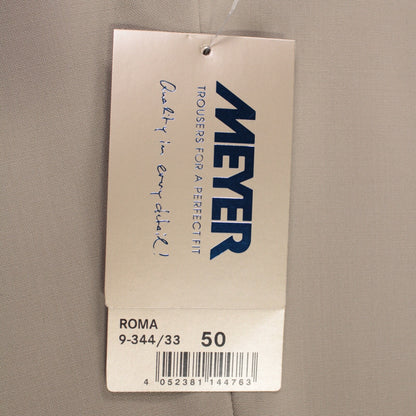 MEYER
TROUSERS FOR A PERFECT FIT
Quality in every detail!
ROMA
9-344/33 50
4 052381 144763